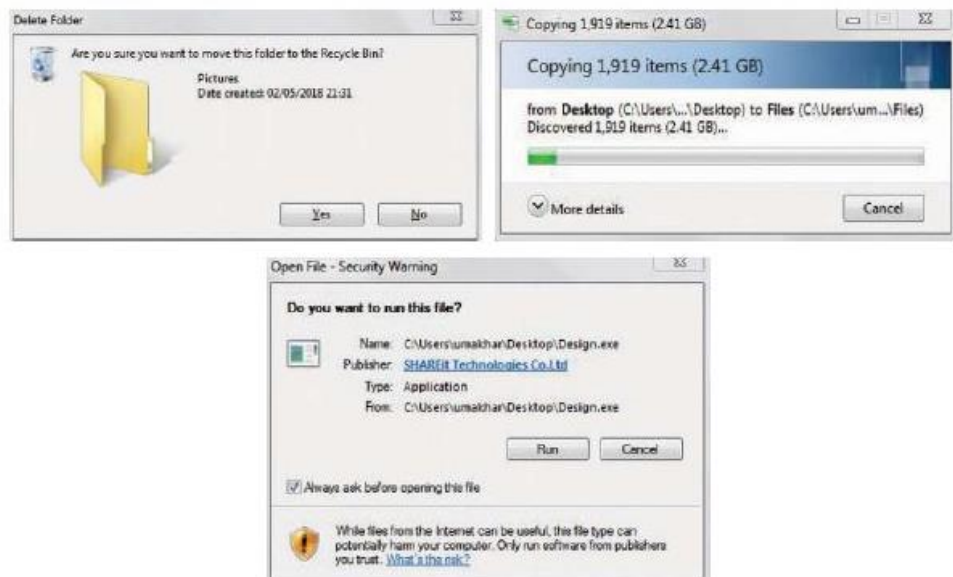 Delete Folder
Are you sure you want to move this folder to the Recycle Bin?
Pictures
Date created: 02/05/2018 21:31
Yes
No
Copying 1,919 items (2.41 GB)
Copying 1,919 items (2.41 GB)
from Desktop (C:\Users\...\Desktop) to Files (C:\Users\um...\Files)
Discovered 1,919 items (2.41 GB)...
More details
Cancel
Open File - Security Warning
Do you want to run this file?
Name: C:\Users\umakhan\Desktop\Design.exe
Publisher: SHAREit Technologies Co.Ltd
Type: Application
From: C:\Users\umakhan\Desktop\Design.exe
Run
Cancel
Always ask before opening this file
While files from the Internet can be useful, this file type can
potentially harm your computer. Only run software from publishers
you trust. What's the risk?